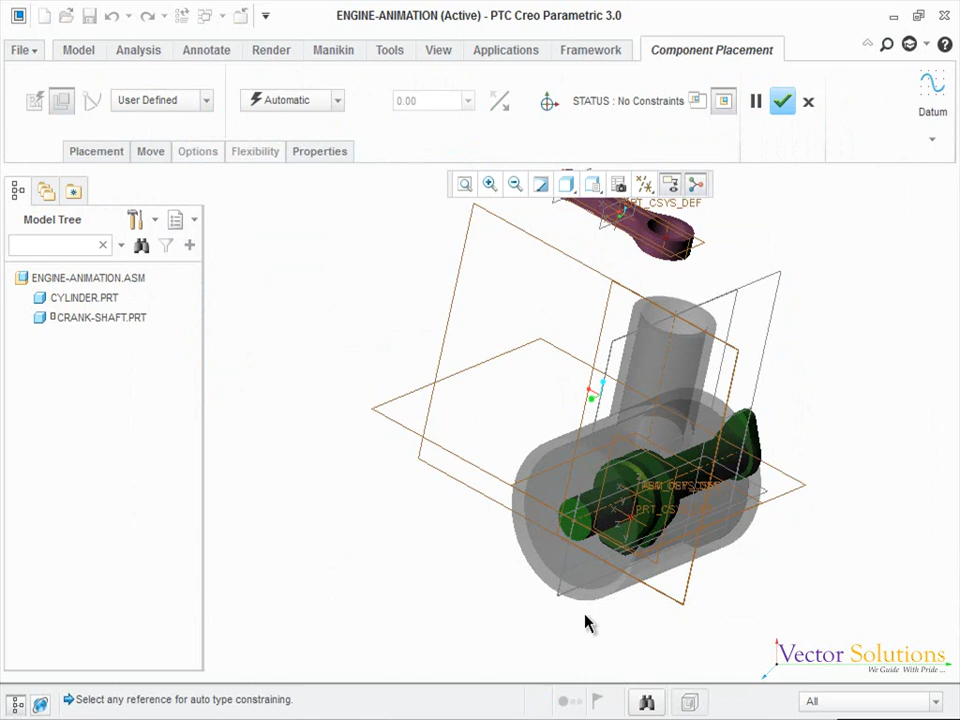 ENGINE-ANIMATION (Active) - PTC Creo Parametric 3.0
File Model Analysis Annotate Render Manikin Tools View Applications Framework Component Placement
User Defined Automatic 0.00 STATUS : No Constraints
Datum
Placement Move Options Flexibility Properties
Model Tree
ENGINE-ANIMATION.ASM
CYLINDER.PRT
CRANK-SHAFT.PRT
Vector Solutions
We Guide With Pride ...
Select any reference for auto type constraining.
All